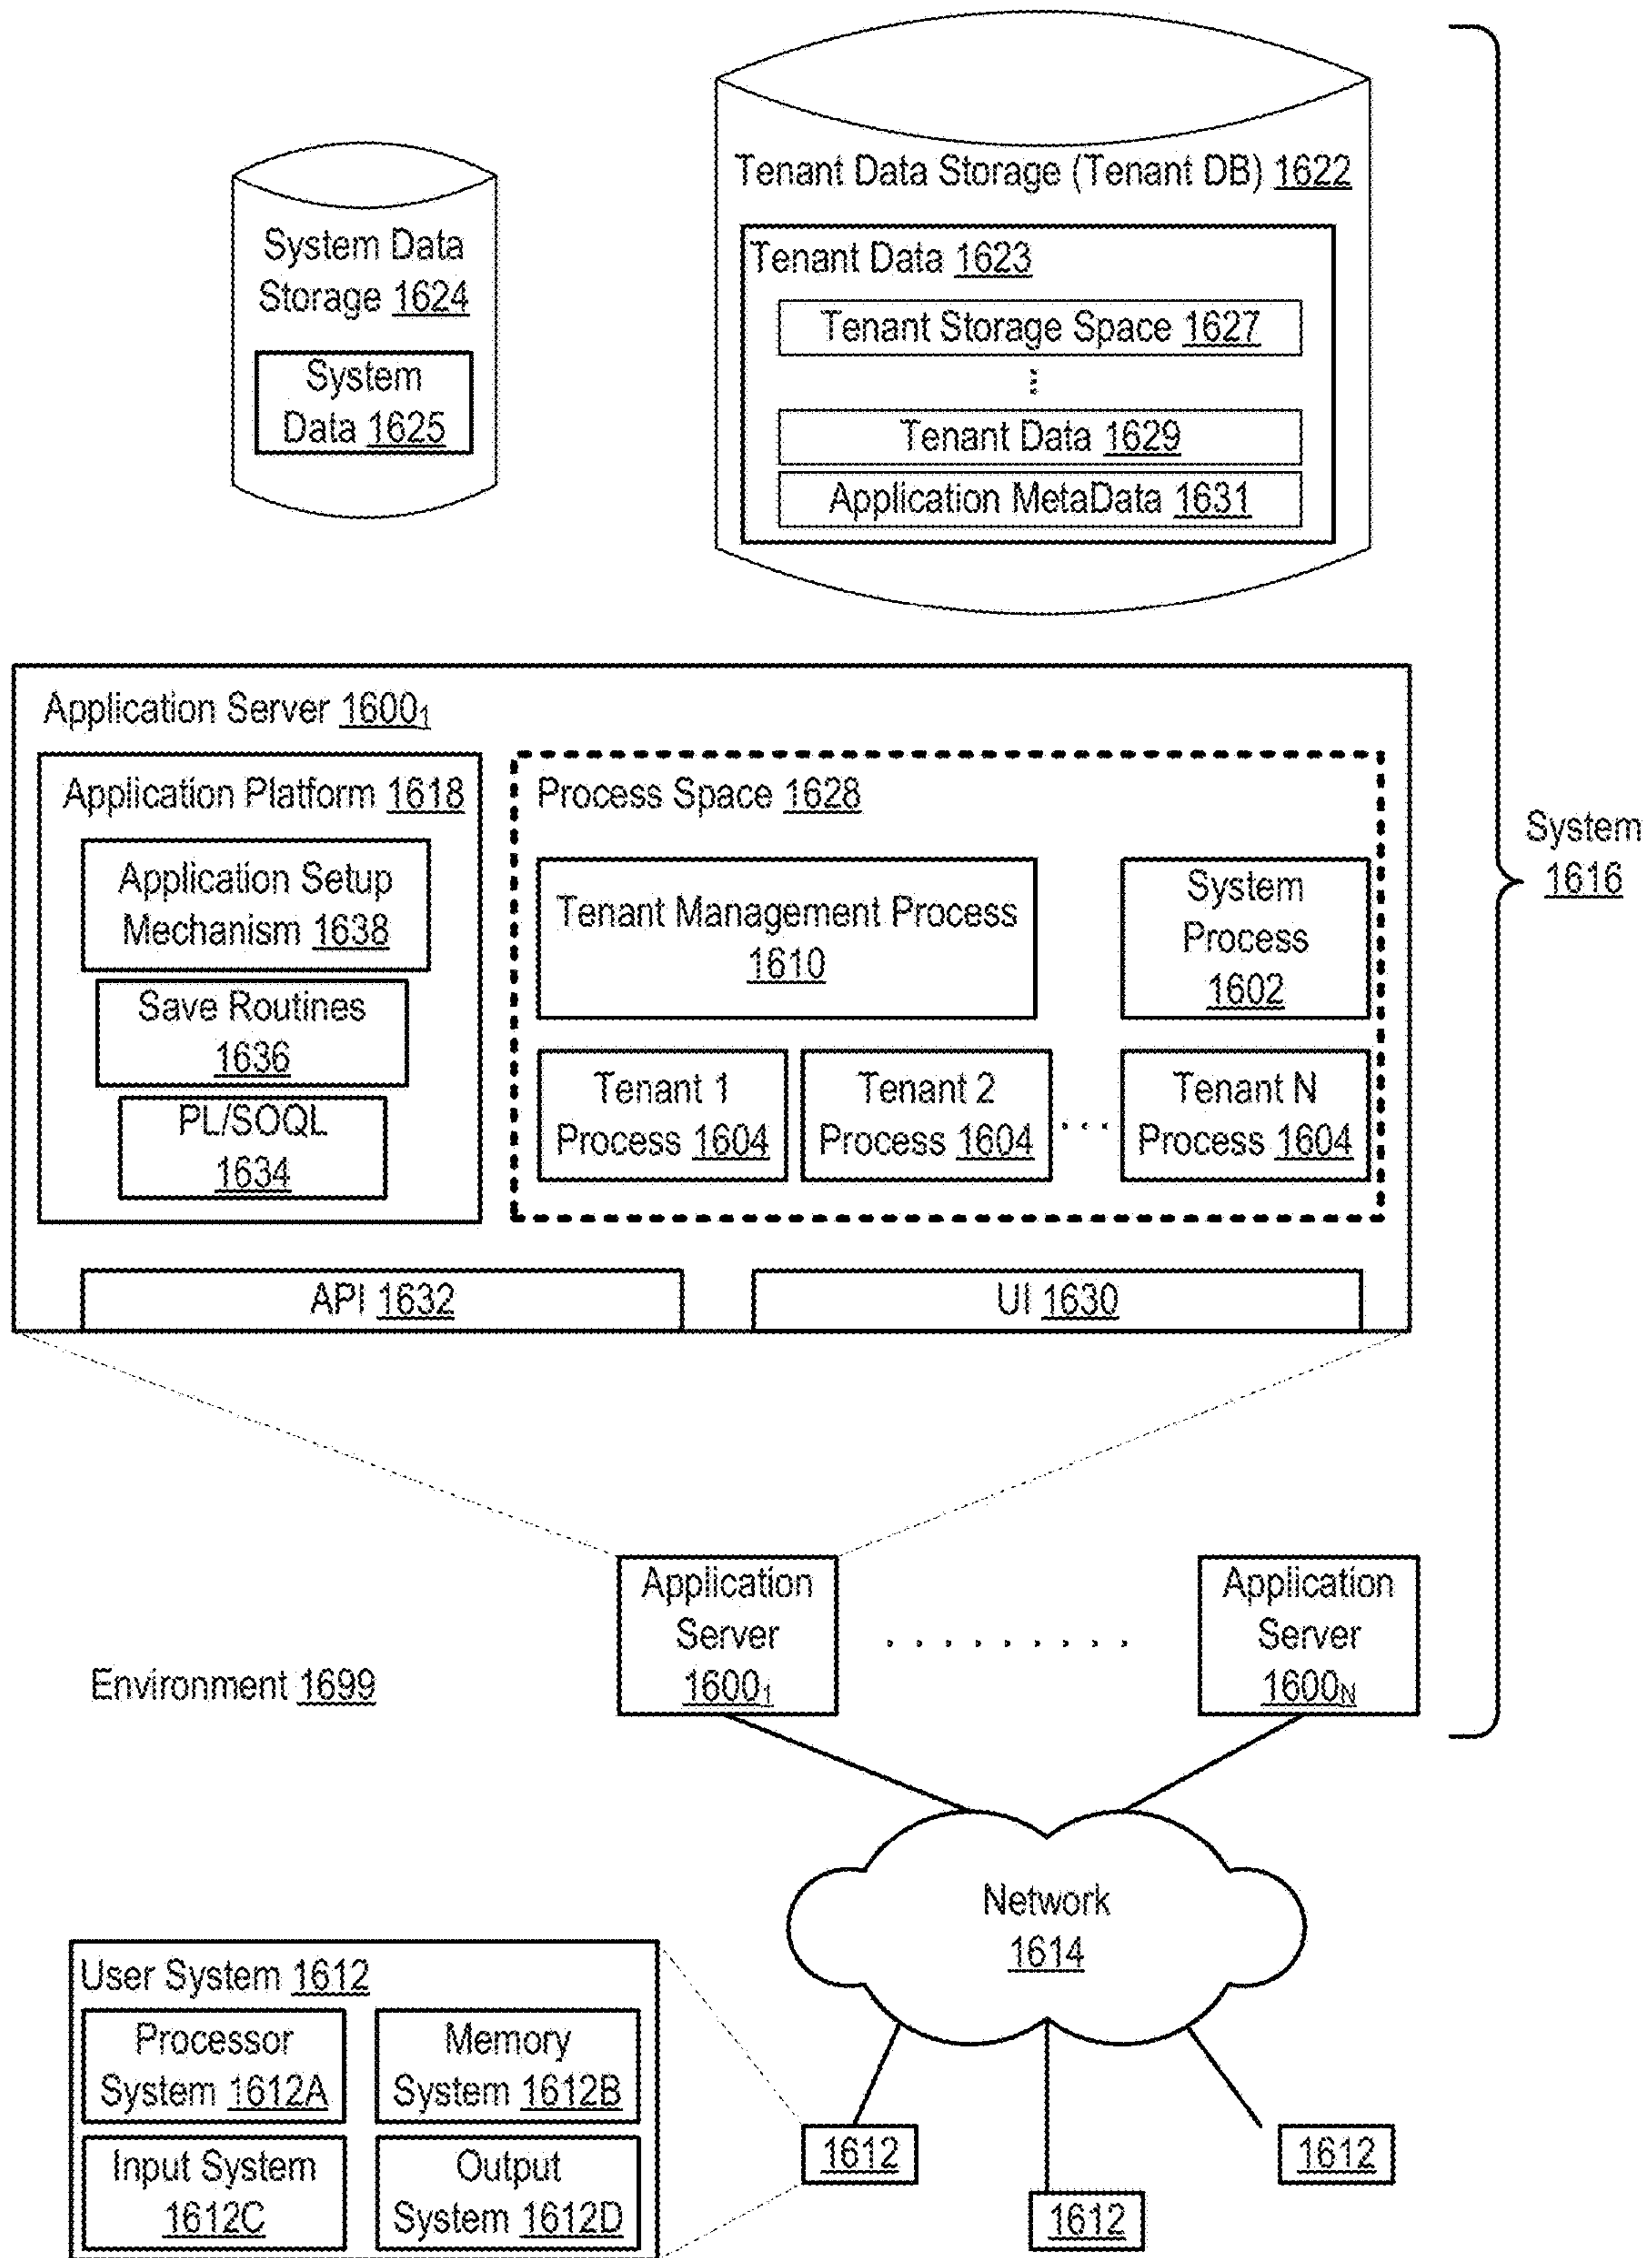 Tenant Data Storage (Tenant DB) 1622
System Data
Storage 1624
System
Data 1625
Tenant Data 1623
Tenant Storage Space 1627
Tenant Data 1629
Application MetaData 1631
Application Server 1600₁
Application Platform 1618
Application Setup
Mechanism 1638
Save Routines
1636
PL/SOQL
1634
Process Space 1628
Tenant Management Process
1610
System
Process
1602
Tenant 1
Process 1604
Tenant 2
Process 1604
Tenant N
Process 1604
API 1632
UI 1630
System
1616
Application
Server
1600₁
Application
Server
1600N
Environment 1699
Network
1614
User System 1612
Processor
System 1612A
Memory
System 1612B
Input System
1612C
Output
System 1612D
1612
1612
1612